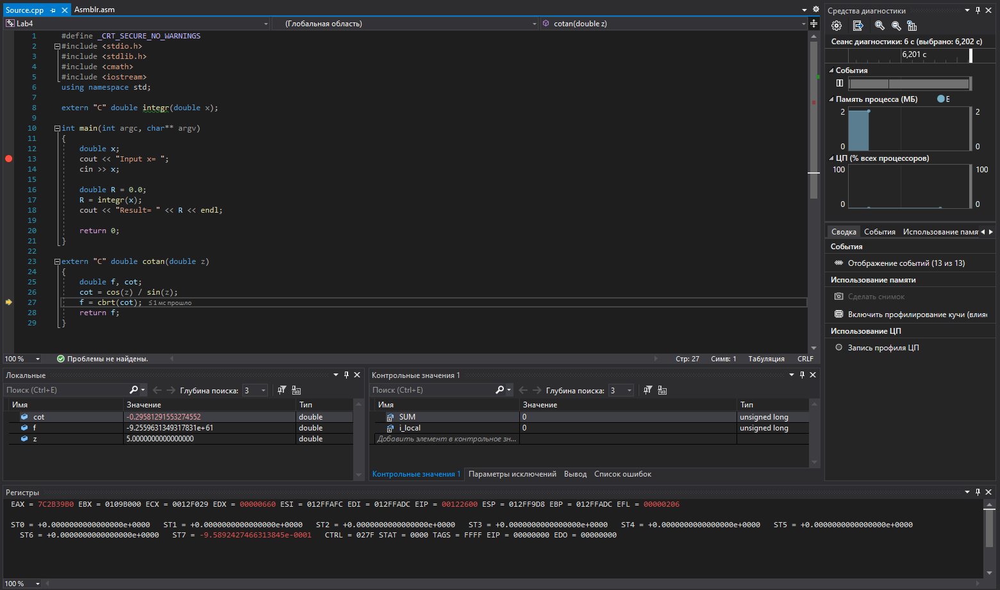 Source.cpp
Asmblr.asm
Lab4
(Глобальная область)
cotan(double z)
1 #define _CRT_SECURE_NO_WARNINGS
2 #include <stdio.h>
3 #include <stdlib.h>
4 #include <cmath>
5 #include <iostream>
6 using namespace std;
7
8 extern "C" double integr(double x);
9
10 int main(int argc, char** argv)
11 {
12 double x;
13 cout << "Input x= ";
14 cin >> x;
15
16 double R = 0.0;
17 R = integr(x);
18 cout << "Result= " << R << endl;
19
20 return 0;
21 }
22
23 extern "C" double cotan(double z)
24 {
25 double f, cot;
26 cot = cos(z) / sin(z);
27 f = cbrt(cot); ≤1 мс прошло
28 return f;
29 }
100 % Проблемы не найдены. Стр: 27 Симв: 1 Табуляция CRLF
Локальные
Поиск (Ctrl+E) Глубина поиска: 3
Имя Значение Тип
cot -0.29581291553274552 double
f -9.2559631349317831e+61 double
z 5.0000000000000000 double
Контрольные значения 1
Поиск (Ctrl+E) Глубина поиска: 3
Имя Значение Тип
SUM 0 unsigned long
i_local 0 unsigned long
Добавить элемент в контрольное зн...
Контрольные значения 1 Параметры исключений Вывод Список ошибок
Регистры
EAX = 7C2B39B0 EBX = 0109B000 ECX = 0012F029 EDX = 00000660 ESI = 012FFAFC EDI = 012FFADC EIP = 00122600 ESP = 012FF9D8 EBP = 012FFADC EFL = 00000206
ST0 = +0.0000000000000000e+0000 ST1 = +0.0000000000000000e+0000 ST2 = +0.0000000000000000e+0000 ST3 = +0.0000000000000000e+0000 ST4 = +0.0000000000000000e+0000 ST5 = +0.0000000000000000e+0000
ST6 = +0.0000000000000000e+0000 ST7 = -9.5892427466313845e-0001 CTRL = 027F STAT = 0000 TAGS = FFFF EIP = 00000000 EDO = 00000000
100 %
Средства диагностики
Сеанс диагностики: 6 с (выбрано: 6,202 с)
6,201 с
События
Память процесса (МБ) Б
2 2
0 0
ЦП (% всех процессоров)
100 100
0 0
Сводка События Использование памя
События
Отображение событий (13 из 13)
Использование памяти
Сделать снимок
Включить профилирование кучи (влия
Использование ЦП
Запись профиля ЦП